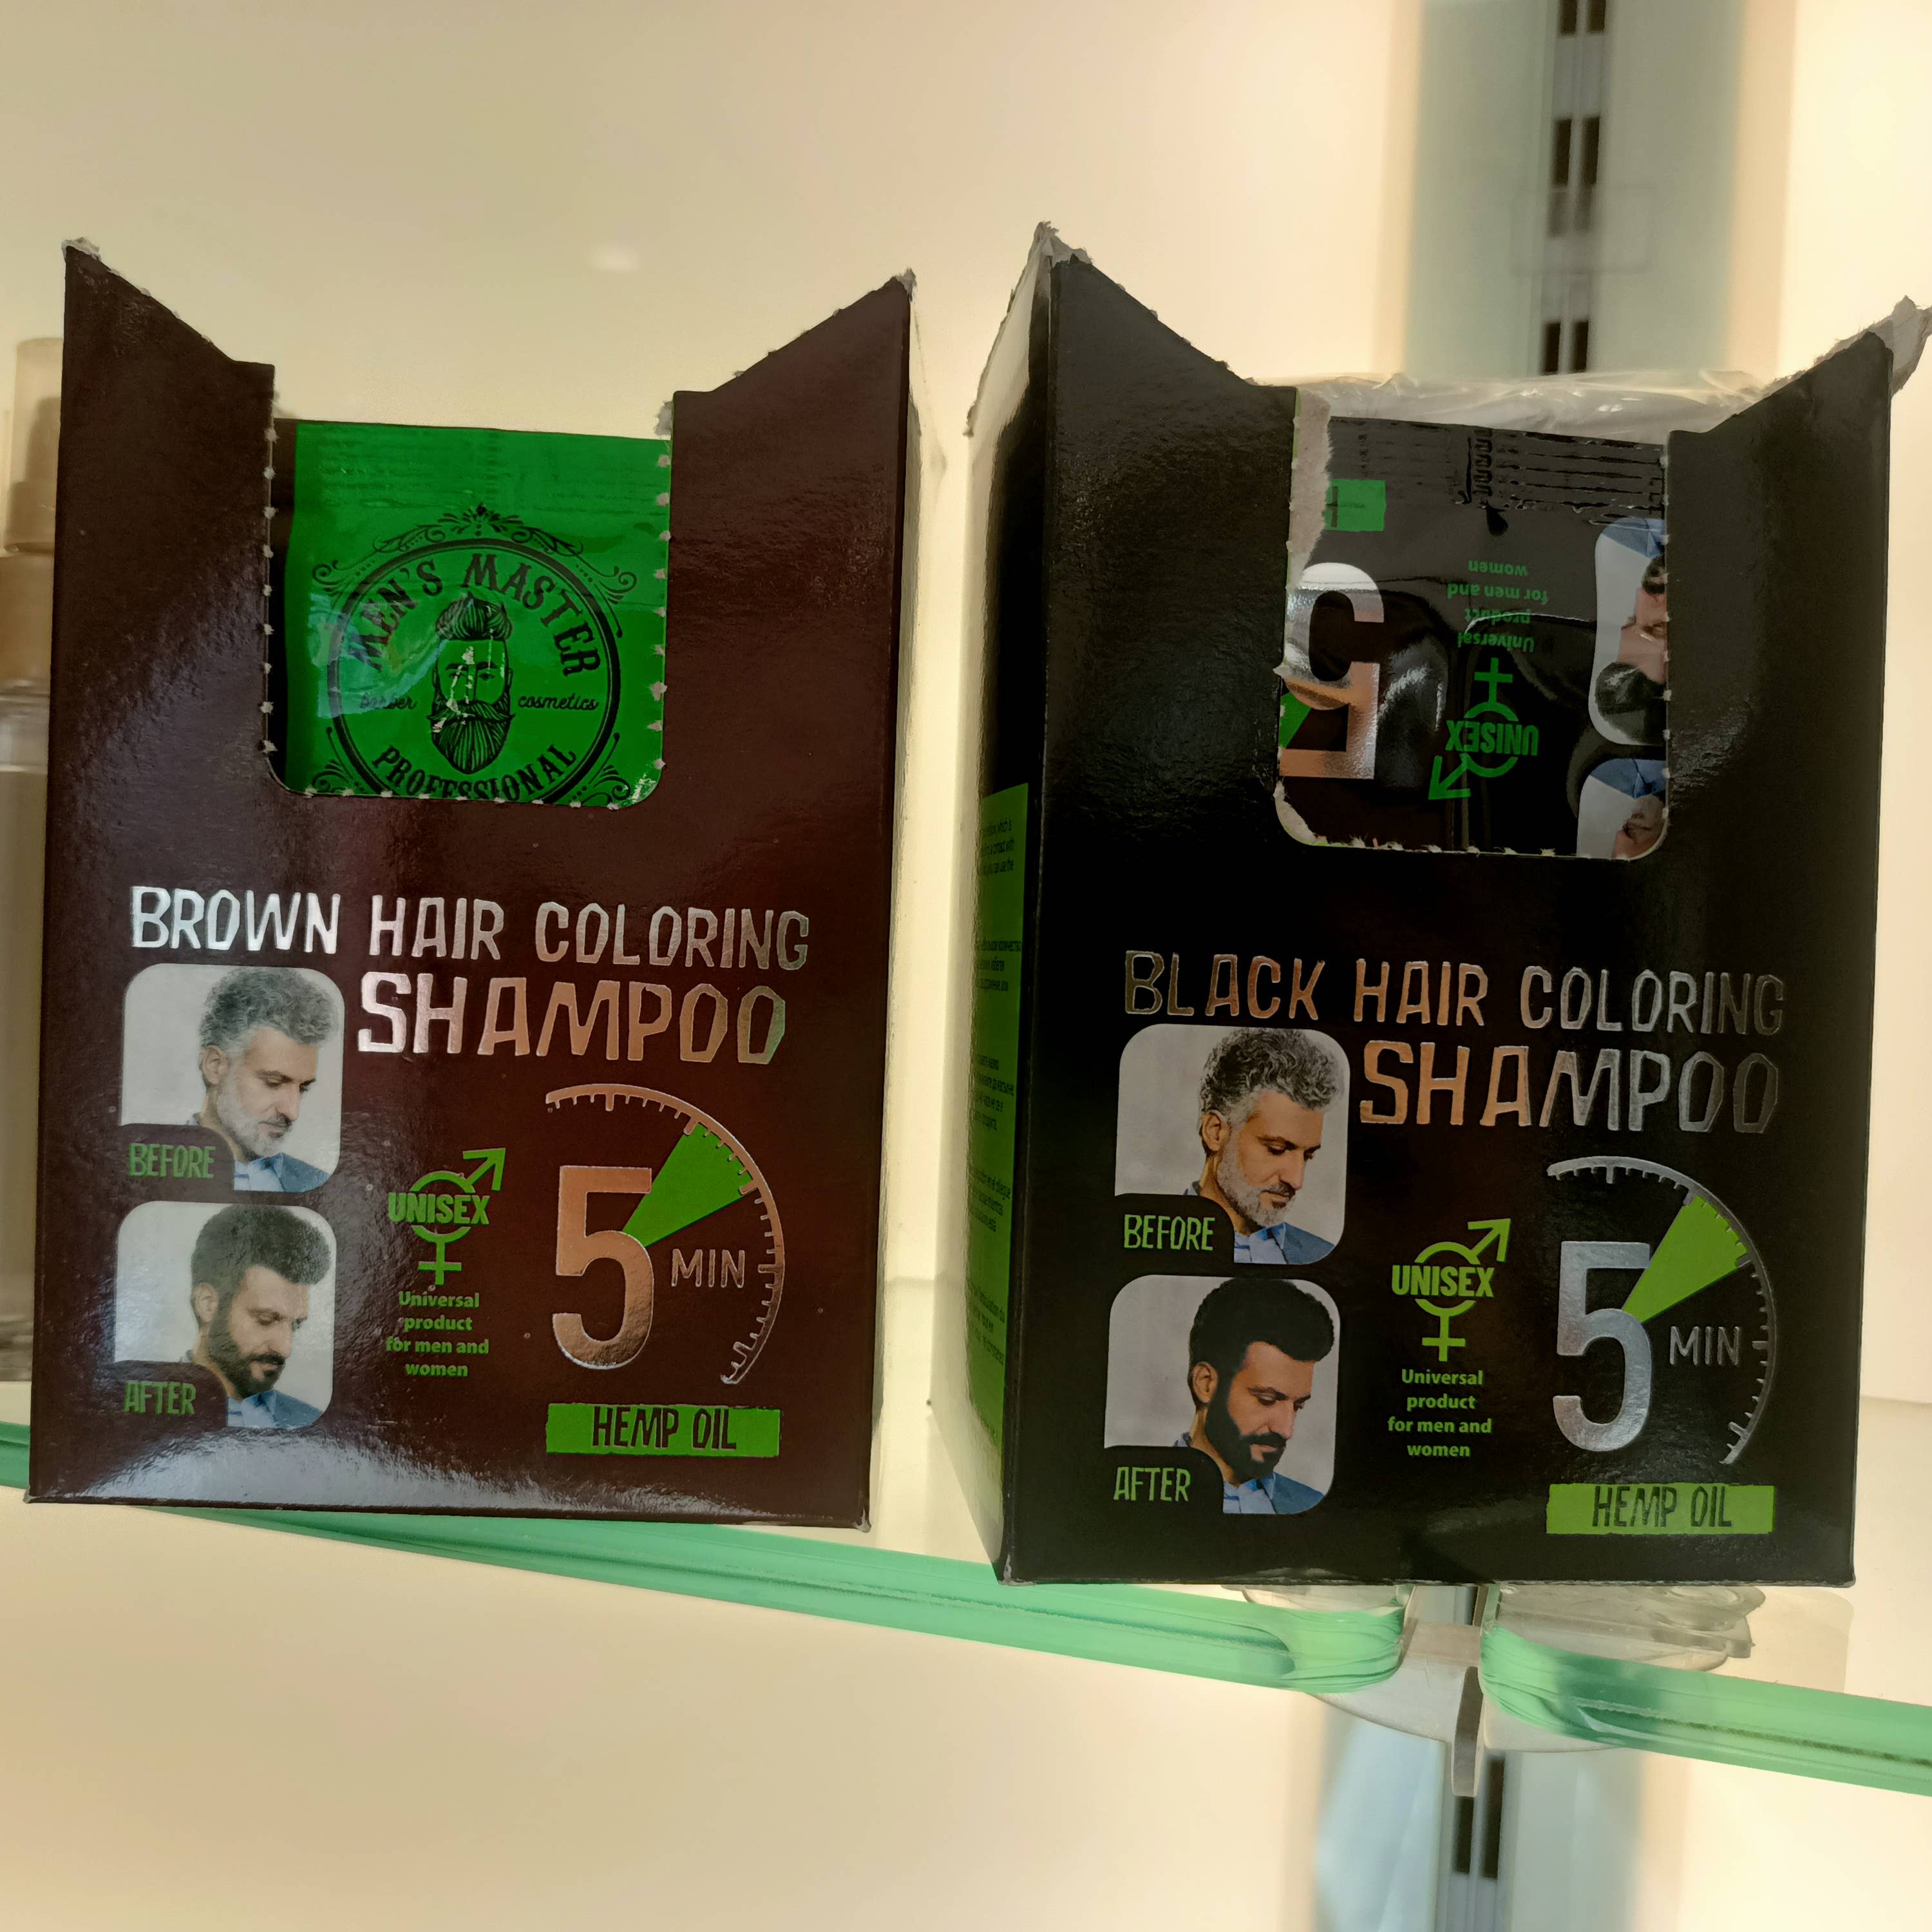 MEN'S MASTER
barber cosmetics
PROFESSIONAL
BROWN HAIR COLORING
SHAMPOO
BEFORE
AFTER
UNISEX
Universal
product
for men and
women
5 MIN
HEMP OIL
5
UNISEX
Universal
product
for men and
women
BLACK HAIR COLORING
SHAMPOO
BEFORE
AFTER
UNISEX
Universal
product
for men and
women
5 MIN
HEMP OIL